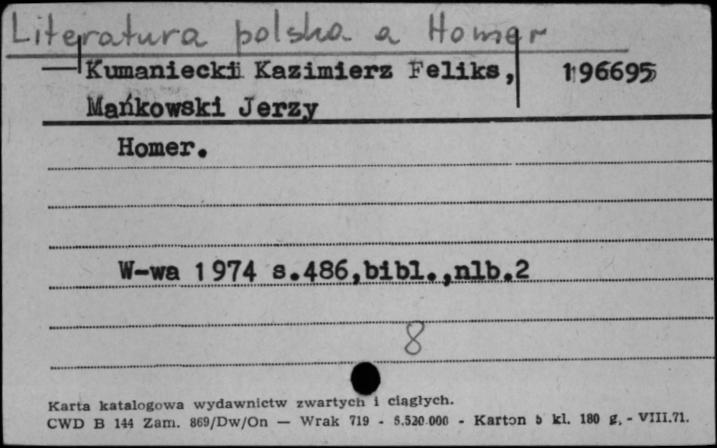 Literatura polska a Homer
Kumaniecki Kazimierz Feliks, 196695
Mańkowski Jerzy
Homer.
W-wa 1974 s.486,bibl.,nlb.2
8
Karta katalogowa wydawnictw zwartych i ciągłych.
CWD B 144 Zam. 869/Dw/On — Wrak 719 - 5.520.000 - Karton b kl. 180 g. - VIII.71.